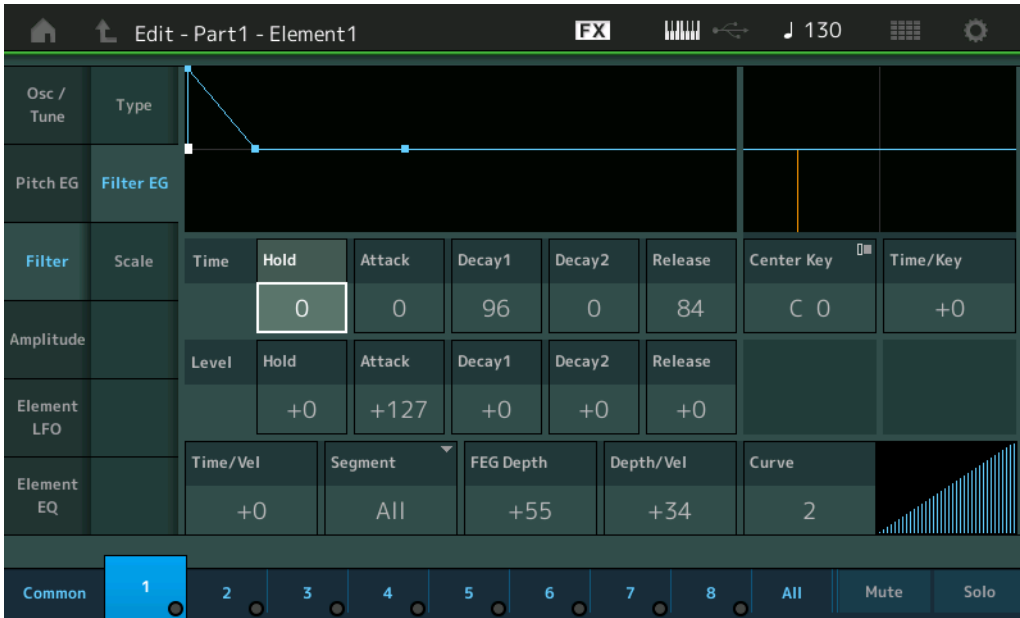 Edit - Part1 - Element1
FX
♩ 130
Osc /
Tune
Type
Pitch EG
Filter EG
Filter
Scale
Time
Hold
Attack
Decay1
Decay2
Release
Center Key
Time/Key
0
0
96
0
84
C 0
+0
Amplitude
Level
Hold
Attack
Decay1
Decay2
Release
+0
+127
+0
+0
+0
Element
LFO
Time/Vel
Segment
FEG Depth
Depth/Vel
Curve
Element
EQ
+0
All
+55
+34
2
Common
1
2
3
4
5
6
7
8
All
Mute
Solo